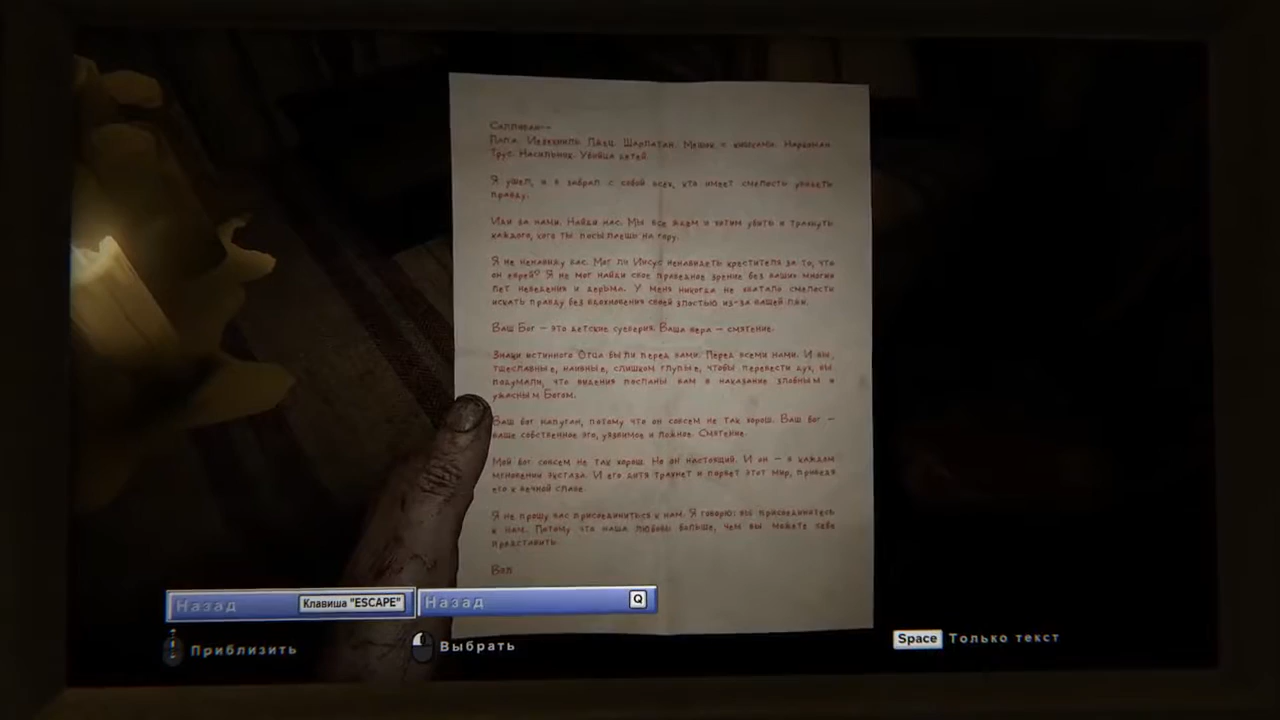 Салливан—
Папа. Иезекииль. Лжец. Шарлатан. Мешок с кишками. Наркоман.
Трус. Насильник. Убийца детей.
Я ушел, и я забрал с собой всех, кто имеет смелость увидеть
правду.
Иди за нами. Найди нас. Мы все ждем и хотим убить и трахнуть
каждого, кого ты посылаешь на гору.
Я не ненавижу вас. Мог ли Иисус ненавидеть крестителя за то, что
он еврей? Я не мог найди свое праведное зрение без ваших многих
лет неведения и дерьма. У меня никогда не хватало смелости
искать правду без вдохновения своей злостью из-за вашей лжи.
Ваш Бог — это детские суеверия. Ваша вера — смятение.
Знаки истинного Отца были перед вами. Перед всеми нами. И вы,
тщеславные, наивные, слишком глупые, чтобы перевести дух, вы
подумали, что видения посланы вам в наказание злобным и
ужасным Богом.
Ваш бог напуган, потому что он совсем не так хорош. Ваш бог —
ваше собственное эго, уязвимое и ложное. Смятение.
Мой бог совсем не так хорош. Но он настоящий. И он — в каждом
мгновении экстаза. И его дитя трахнет и порвет этот мир, приведя
его к вечной славе.
Я не прошу вас присоединиться к нам. Я говорю: вы присоединитесь
к нам. Потому что наша любовь больше, чем вы можете себе
представить.
Вэл
Назад Клавиша "ESCAPE" Назад Q
Приблизить Выбрать Space Только текст